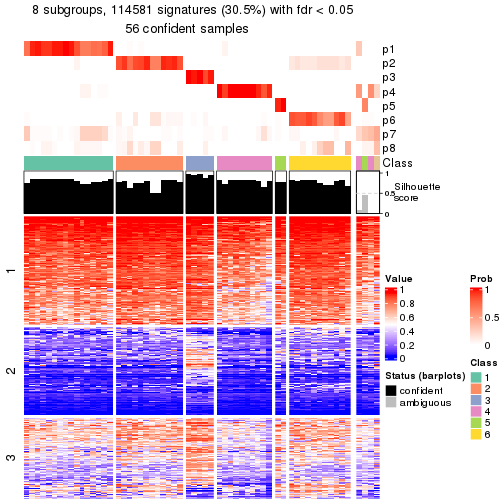 8 subgroups, 114581 signatures (30.5%) with fdr < 0.05
56 confident samples
p1
p2
p3
p4
p5
p6
p7
p8
Class
1
0.5
0
Silhouette
score
1
2
3
Value
1
0.8
0.6
0.4
0.2
0
Status (barplots)
confident
ambiguous
Prob
1
0.5
0
Class
1
2
3
4
5
6